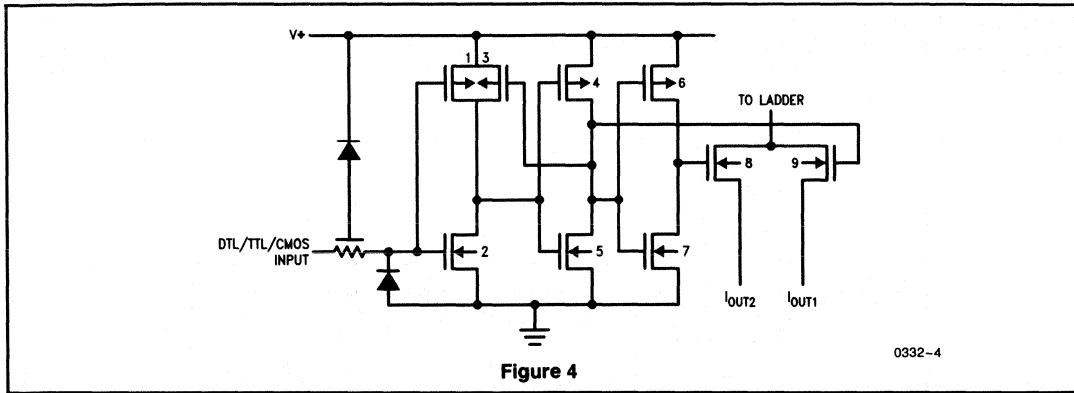 V+
1 3
4
6
TO LADDER
8
9
DTL/TTL/CMOS
INPUT
2
5
7
IOUT2
IOUT1
0332-4
Figure 4